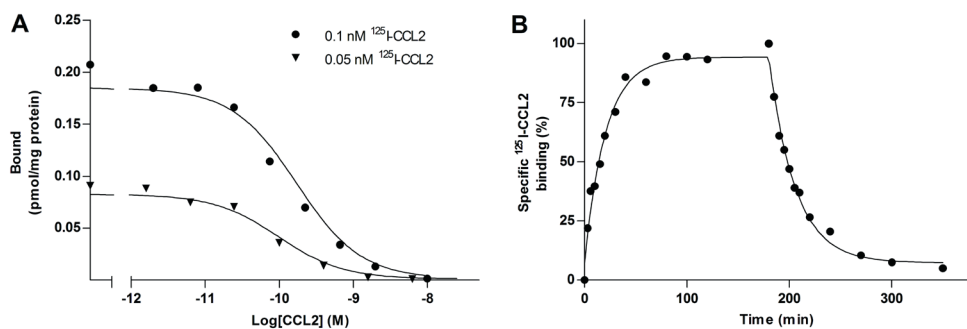 A
0.25
0.20
0.15
0.10
0.05
Bound
(pmol/mg protein)
0.1 nM ¹²⁵I-CCL2
0.05 nM ¹²⁵I-CCL2
-12
-11
-10
-9
-8
Log[CCL2] (M)
B
100
75
50
25
0
Specific ¹²⁵I-CCL2
binding (%)
0
100
200
300
Time (min)